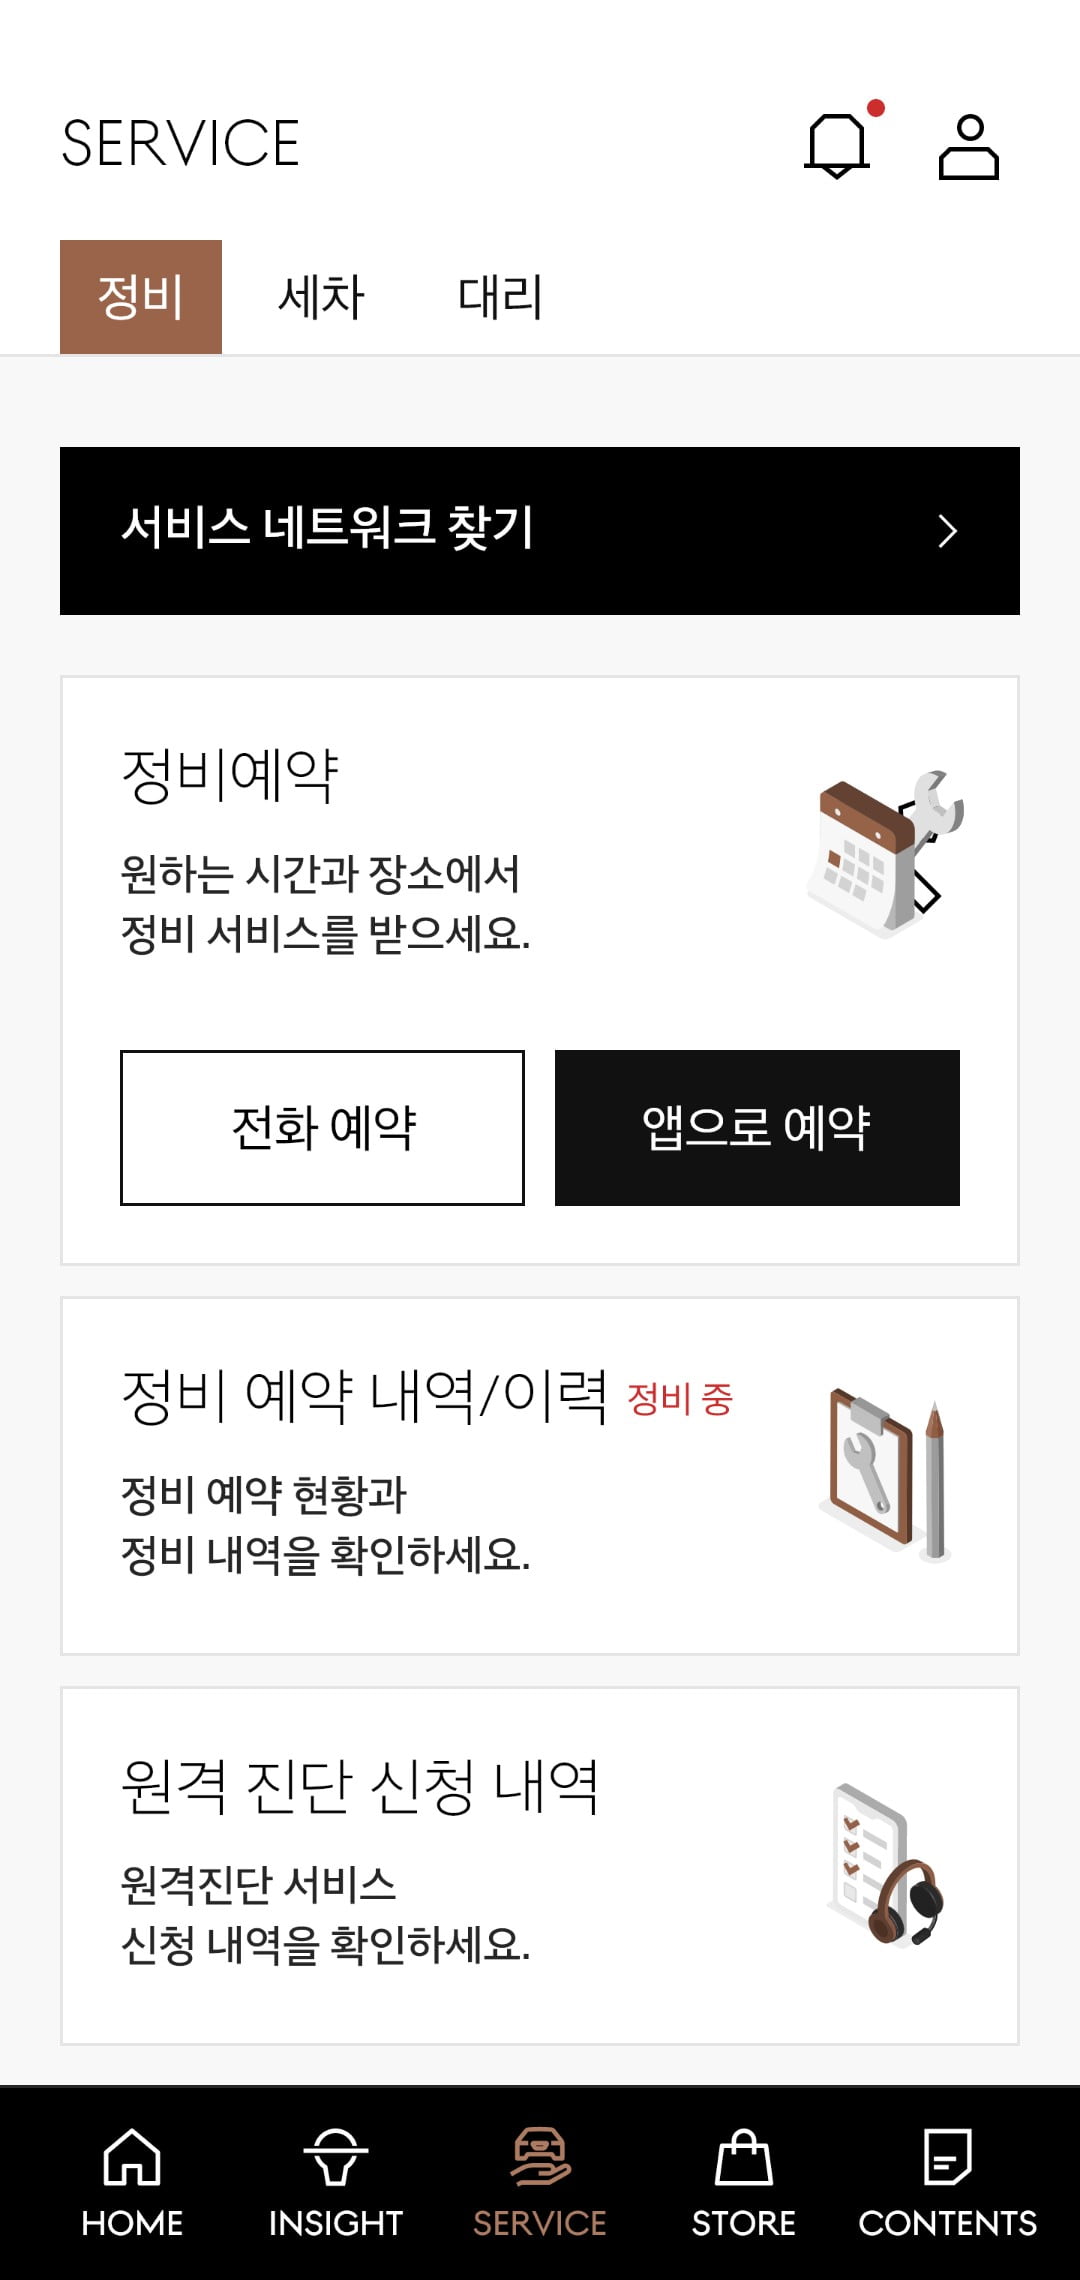 SERVICE
정비 세차 대리
서비스 네트워크 찾기
정비예약
원하는 시간과 장소에서
정비 서비스를 받으세요.
전화 예약 앱으로 예약
정비 예약 내역/이력 정비 중
정비 예약 현황과
정비 내역을 확인하세요.
원격 진단 신청 내역
원격진단 서비스
신청 내역을 확인하세요.
HOME INSIGHT SERVICE STORE CONTENTS